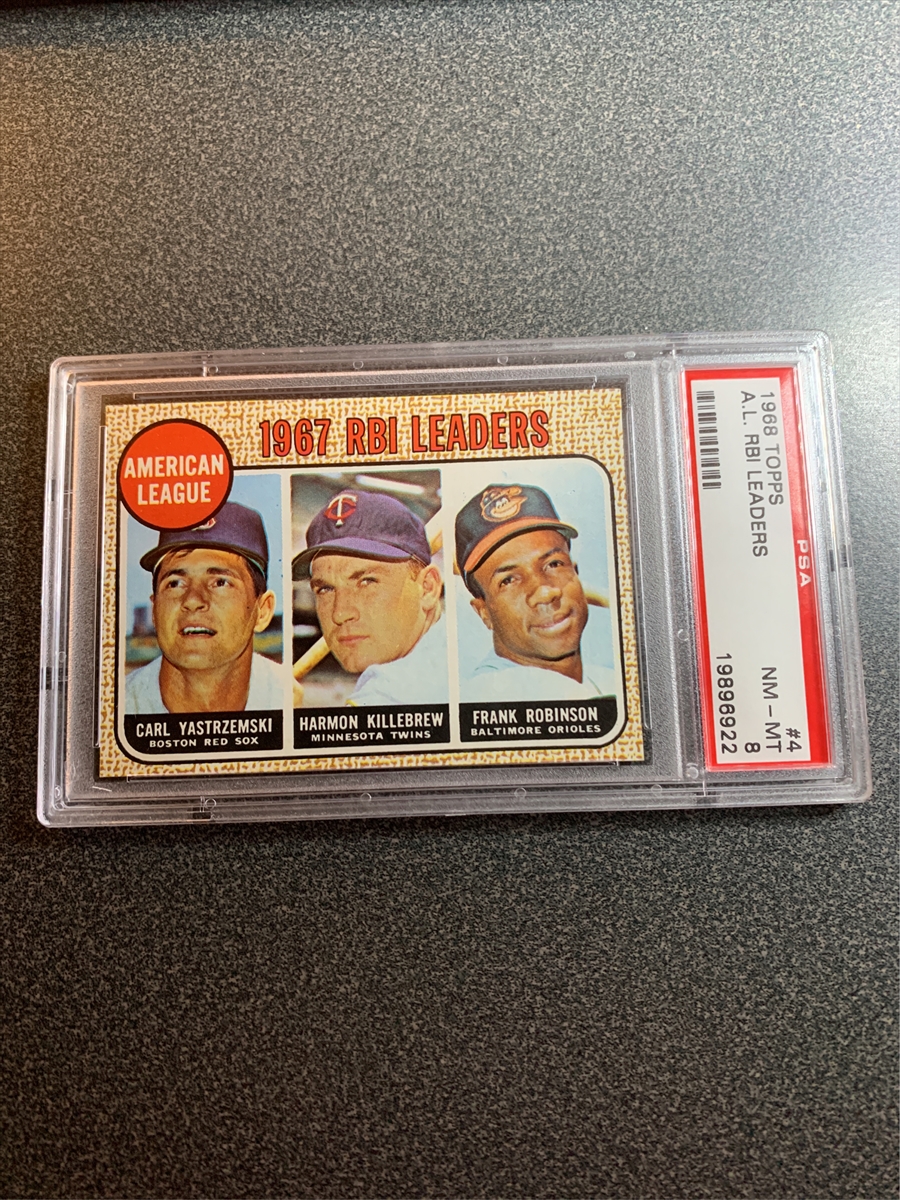 1967 RBI LEADERS
AMERICAN
LEAGUE
CARL YASTRZEMSKI
BOSTON RED SOX
HARMON KILLEBREW
MINNESOTA TWINS
FRANK ROBINSON
BALTIMORE ORIOLES
1968 TOPPS #4
A.L. RBI LEADERS NM - MT
8
19896922
PSA